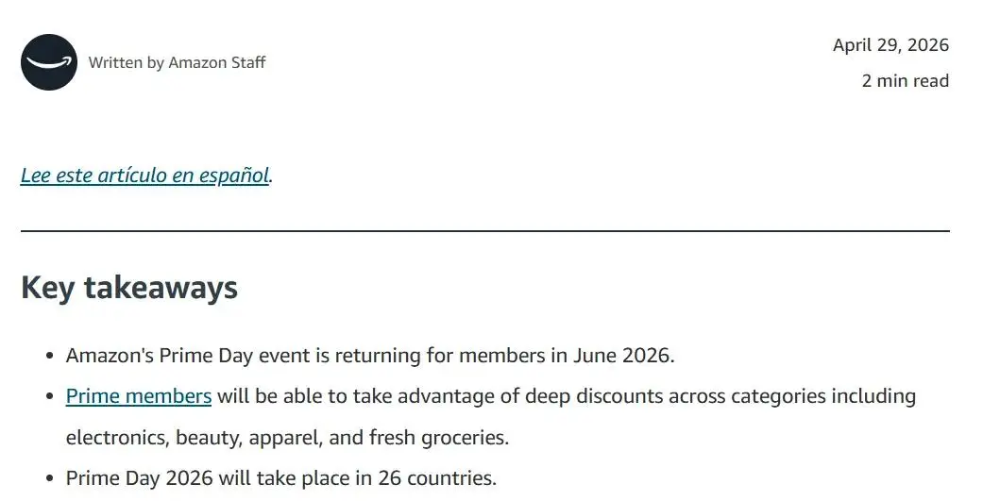 Written by Amazon Staff
April 29, 2026
2 min read
Lee este artículo en español.
Key takeaways
• Amazon's Prime Day event is returning for members in June 2026.
• Prime members will be able to take advantage of deep discounts across categories including
electronics, beauty, apparel, and fresh groceries.
• Prime Day 2026 will take place in 26 countries.